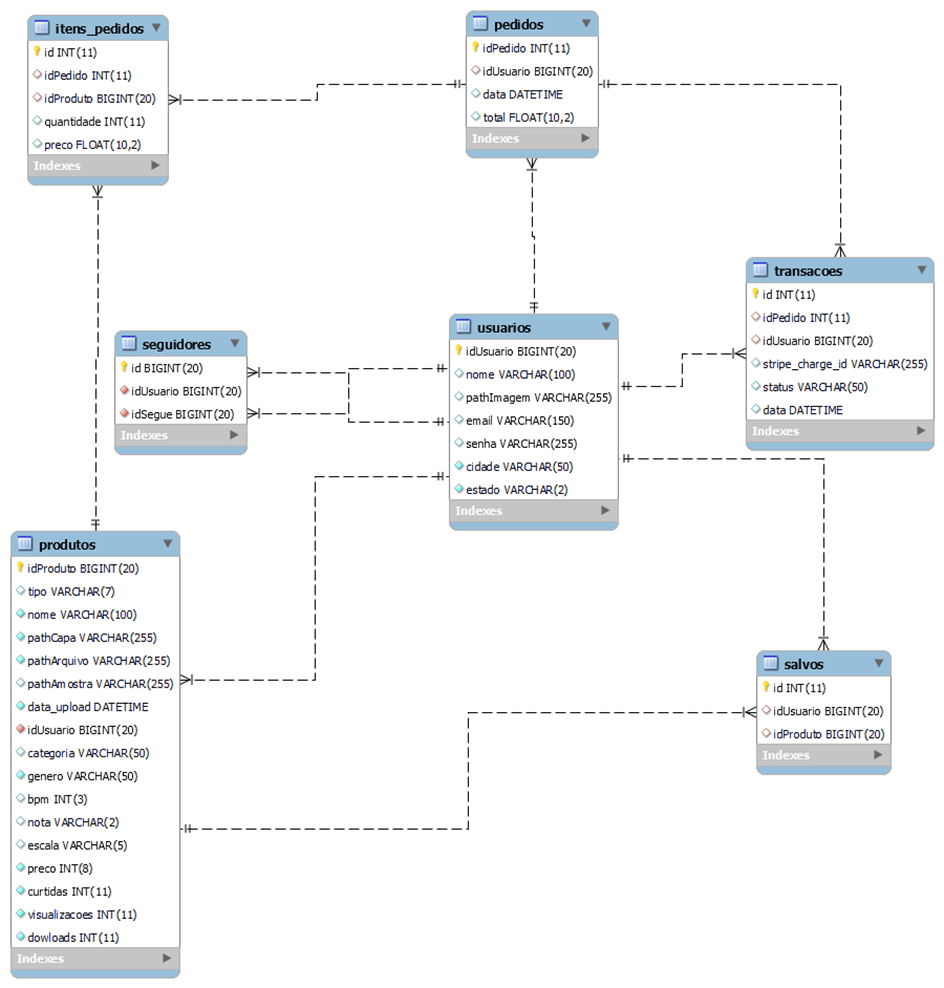 itens_pedidos
id INT(11)
idPedido INT(11)
idProduto BIGINT(20)
quantidade INT(11)
preco FLOAT(10,2)
Indexes
pedidos
idPedido INT(11)
idUsuario BIGINT(20)
data DATETIME
total FLOAT(10,2)
Indexes
transacoes
id INT(11)
idPedido INT(11)
idUsuario BIGINT(20)
stripe_charge_id VARCHAR(255)
status VARCHAR(50)
data DATETIME
Indexes
seguidores
id BIGINT(20)
idUsuario BIGINT(20)
idSegue BIGINT(20)
Indexes
usuarios
idUsuario BIGINT(20)
nome VARCHAR(100)
pathImagem VARCHAR(255)
email VARCHAR(150)
senha VARCHAR(255)
cidade VARCHAR(50)
estado VARCHAR(2)
Indexes
produtos
idProduto BIGINT(20)
tipo VARCHAR(7)
nome VARCHAR(100)
pathCapa VARCHAR(255)
pathArquivo VARCHAR(255)
pathAmostra VARCHAR(255)
data_upload DATETIME
idUsuario BIGINT(20)
categoria VARCHAR(50)
genero VARCHAR(50)
bpm INT(3)
nota VARCHAR(2)
escala VARCHAR(5)
preco INT(8)
curtidas INT(11)
visualizacoes INT(11)
dowloads INT(11)
Indexes
salvos
id INT(11)
idUsuario BIGINT(20)
idProduto BIGINT(20)
Indexes